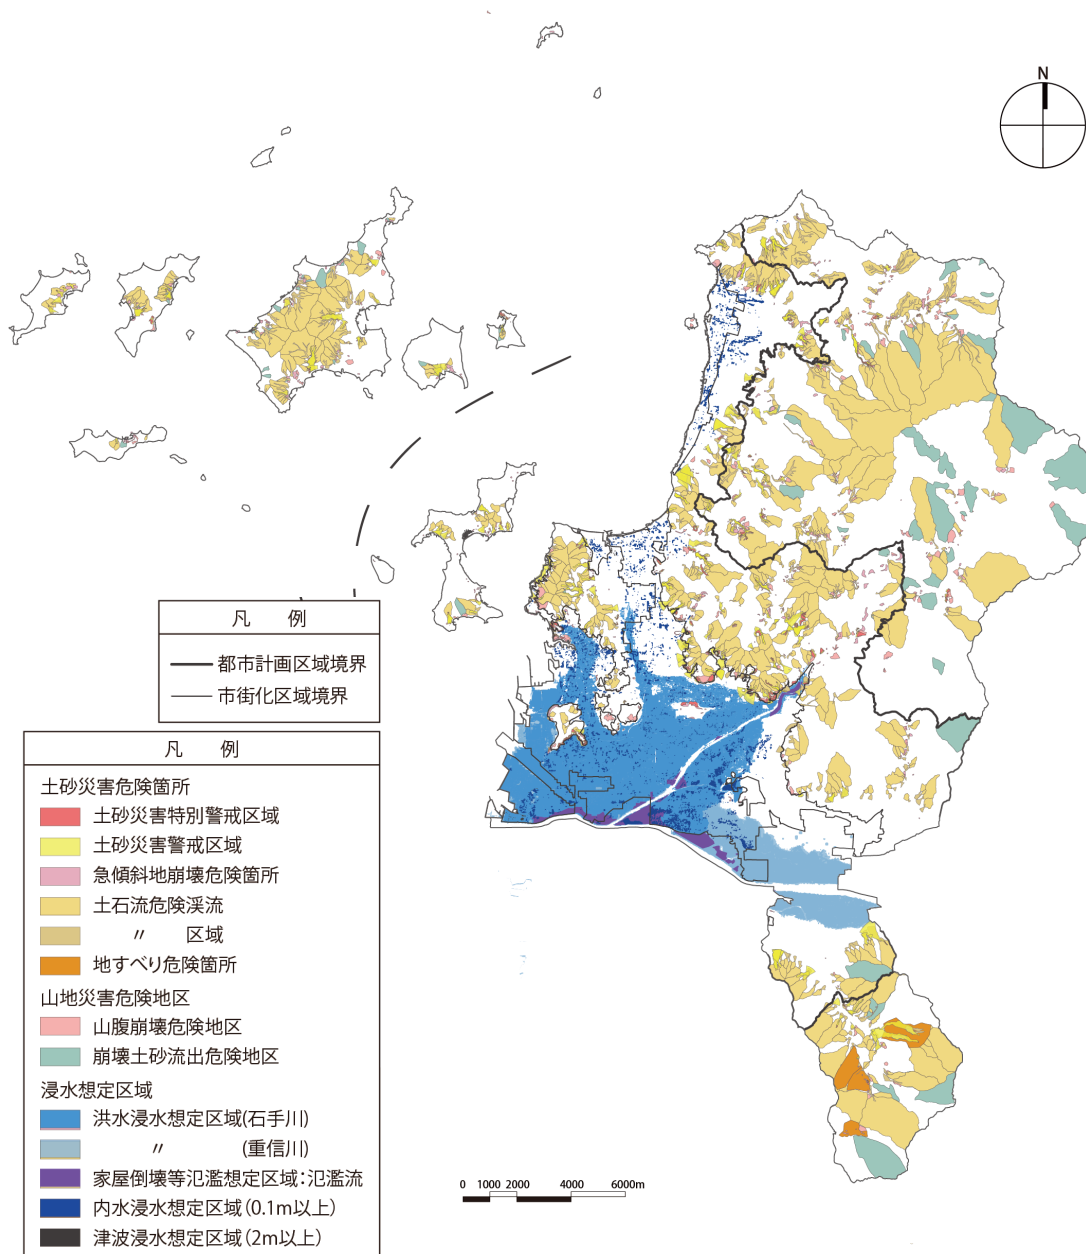 N
凡 例
都市計画区域境界
市街化区域境界
凡 例
土砂災害危険箇所
土砂災害特別警戒区域
土砂災害警戒区域
急傾斜地崩壊危険箇所
土石流危険渓流
〃 区域
地すべり危険箇所
山地災害危険地区
山腹崩壊危険地区
崩壊土砂流出危険地区
浸水想定区域
洪水浸水想定区域(石手川)
〃 (重信川)
家屋倒壊等氾濫想定区域:氾濫流
内水浸水想定区域(0.1m以上)
津波浸水想定区域(2m以上)
0 1000 2000 4000 6000m